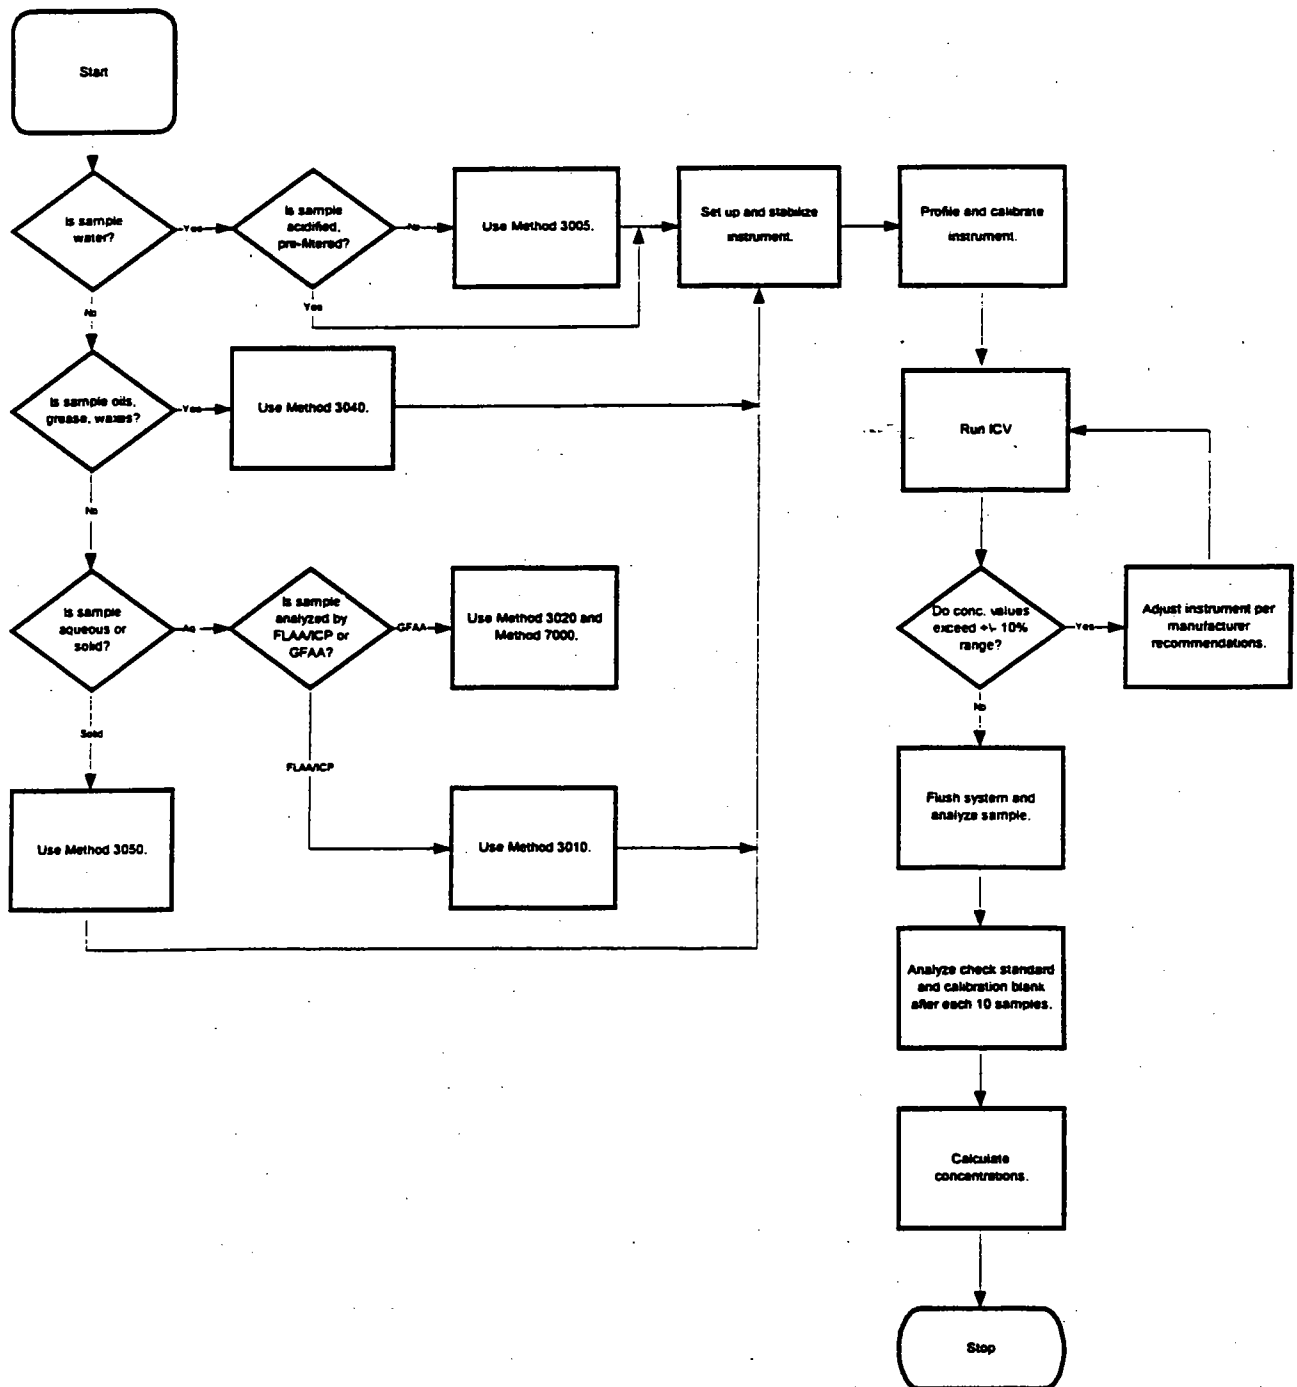 Start
Is sample
water?
Yes
Is sample
acidified,
pre-filtered?
No
Use Method 3005.
Set up and stabilize
instrument.
Profile and calibrate
instrument.
No
Yes
Is sample oils,
grease, waxes?
Yes
Use Method 3040.
Run ICV
No
Is sample
aqueous or
solid?
Aq
Is sample
analyzed by
FLAA/ICP or
GFAA?
GFAA
Use Method 3020 and
Method 7000.
Do conc. values
exceed +\- 10%
range?
Yes
Adjust instrument per
manufacturer
recommendations.
Solid
FLAA/ICP
No
Use Method 3050.
Use Method 3010.
Flush system and
analyze sample.
Analyze check standard
and calibration blank
after each 10 samples.
Calculate
concentrations.
Stop